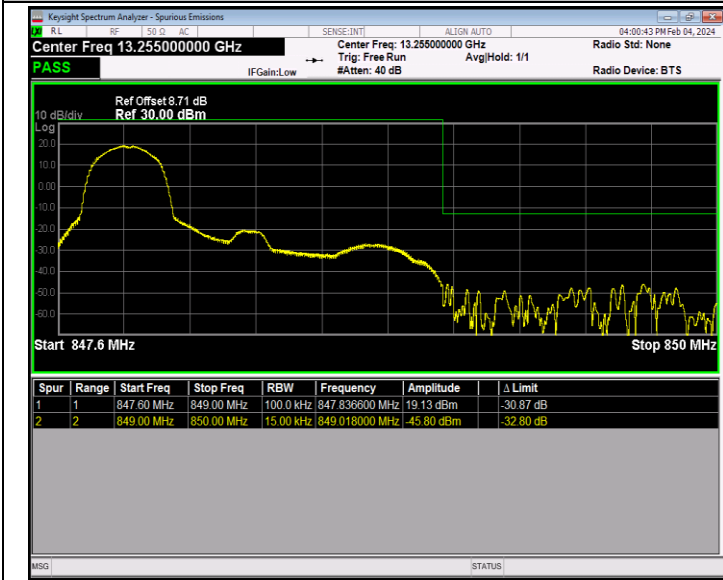 Keysight Spectrum Analyzer - Spurious Emissions
RL RF 50 Ω AC SENSE:INT ALIGN AUTO 04:00:43 PM Feb 04, 2024
Center Freq 13.255000000 GHz Center Freq: 13.255000000 GHz Radio Std: None
Trig: Free Run Avg|Hold: 1/1
PASS IFGain:Low #Atten: 40 dB Radio Device: BTS
Ref Offset 8.71 dB
10 dB/div Ref 30.00 dBm
Log
20.0
10.0
0.00
-10.0
-20.0
-30.0
-40.0
-50.0
-60.0
Start 847.6 MHz Stop 850 MHz
Spur Range Start Freq Stop Freq RBW Frequency Amplitude Δ Limit
1 1 847.60 MHz 849.00 MHz 100.0 kHz 847.836600 MHz 19.13 dBm -30.87 dB
2 2 849.00 MHz 850.00 MHz 15.00 kHz 849.018000 MHz -45.80 dBm -32.80 dB
MSG STATUS